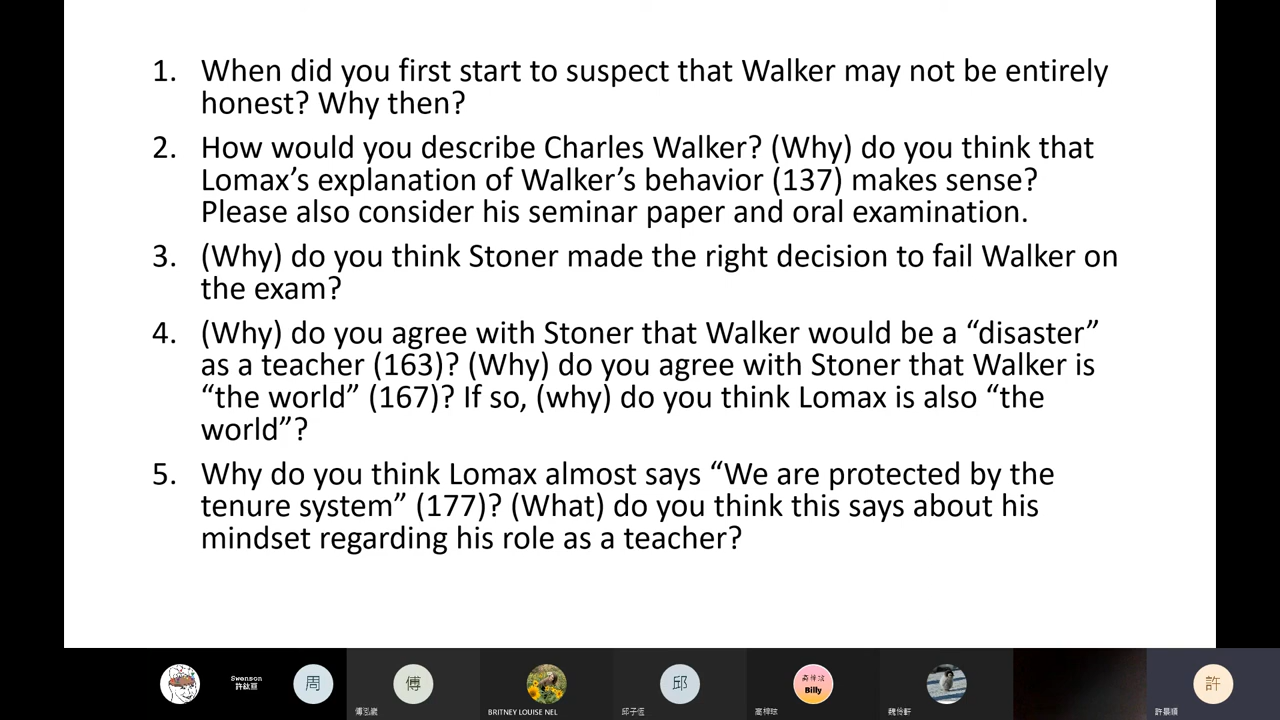 1. When did you first start to suspect that Walker may not be entirely
honest? Why then?
2. How would you describe Charles Walker? (Why) do you think that
Lomax’s explanation of Walker’s behavior (137) makes sense?
Please also consider his seminar paper and oral examination.
3. (Why) do you think Stoner made the right decision to fail Walker on
the exam?
4. (Why) do you agree with Stoner that Walker would be a “disaster”
as a teacher (163)? (Why) do you agree with Stoner that Walker is
“the world” (167)? If so, (why) do you think Lomax is also “the
world”?
5. Why do you think Lomax almost says “We are protected by the
tenure system” (177)? (What) do you think this says about his
mindset regarding his role as a teacher?
Swenson
周
傅
BRITNEY LOUISE NEL
邱
Billy
許